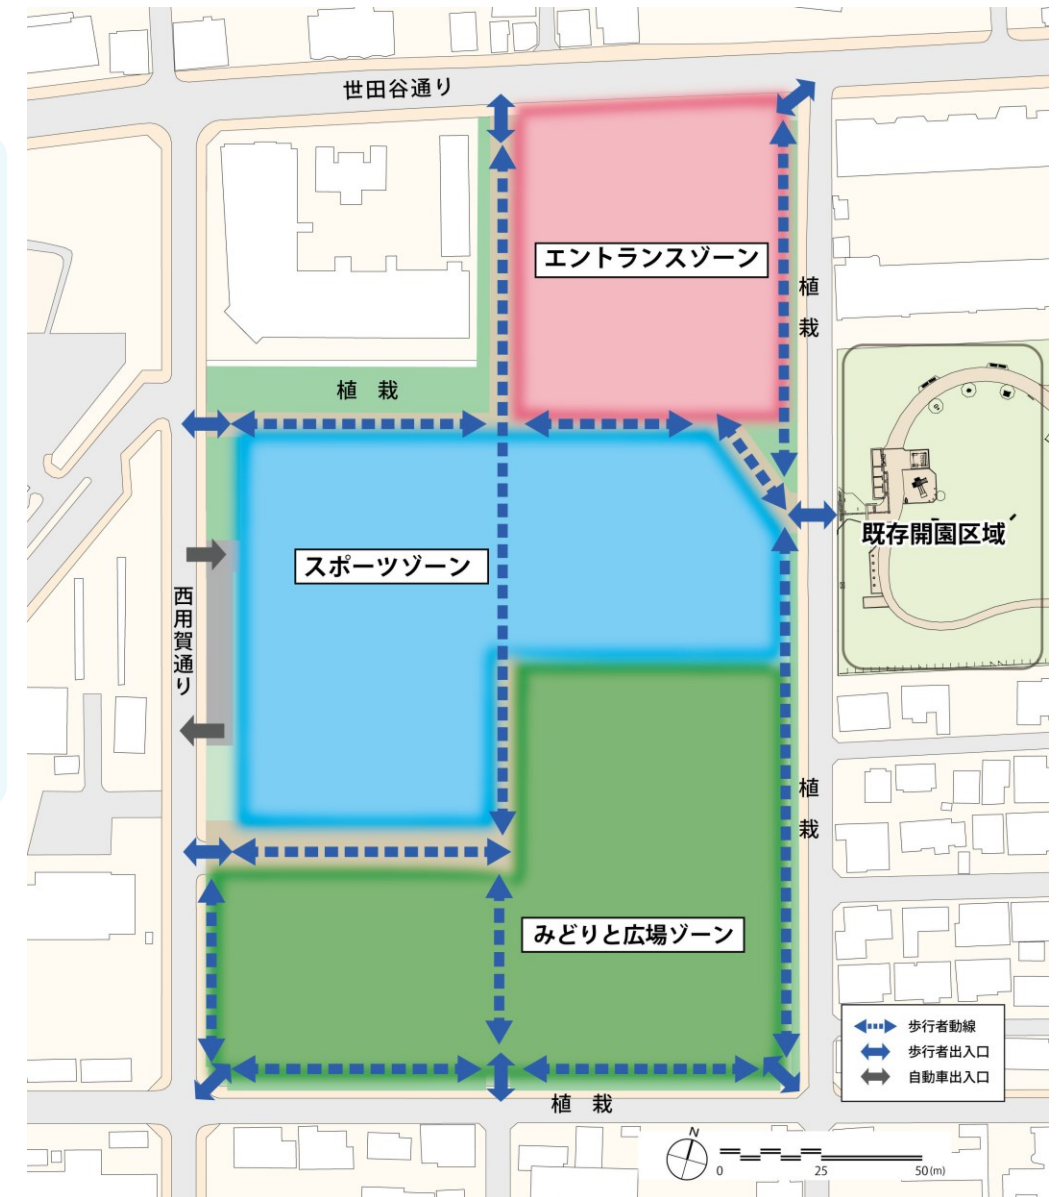 世田谷通り
エントランスゾーン
植栽
植栽
既存開園区域
スポーツゾーン
西用賀通り
植栽
みどりと広場ゾーン
歩行者動線
歩行者出入口
自動車出入口
植栽
N
0 25 50(m)